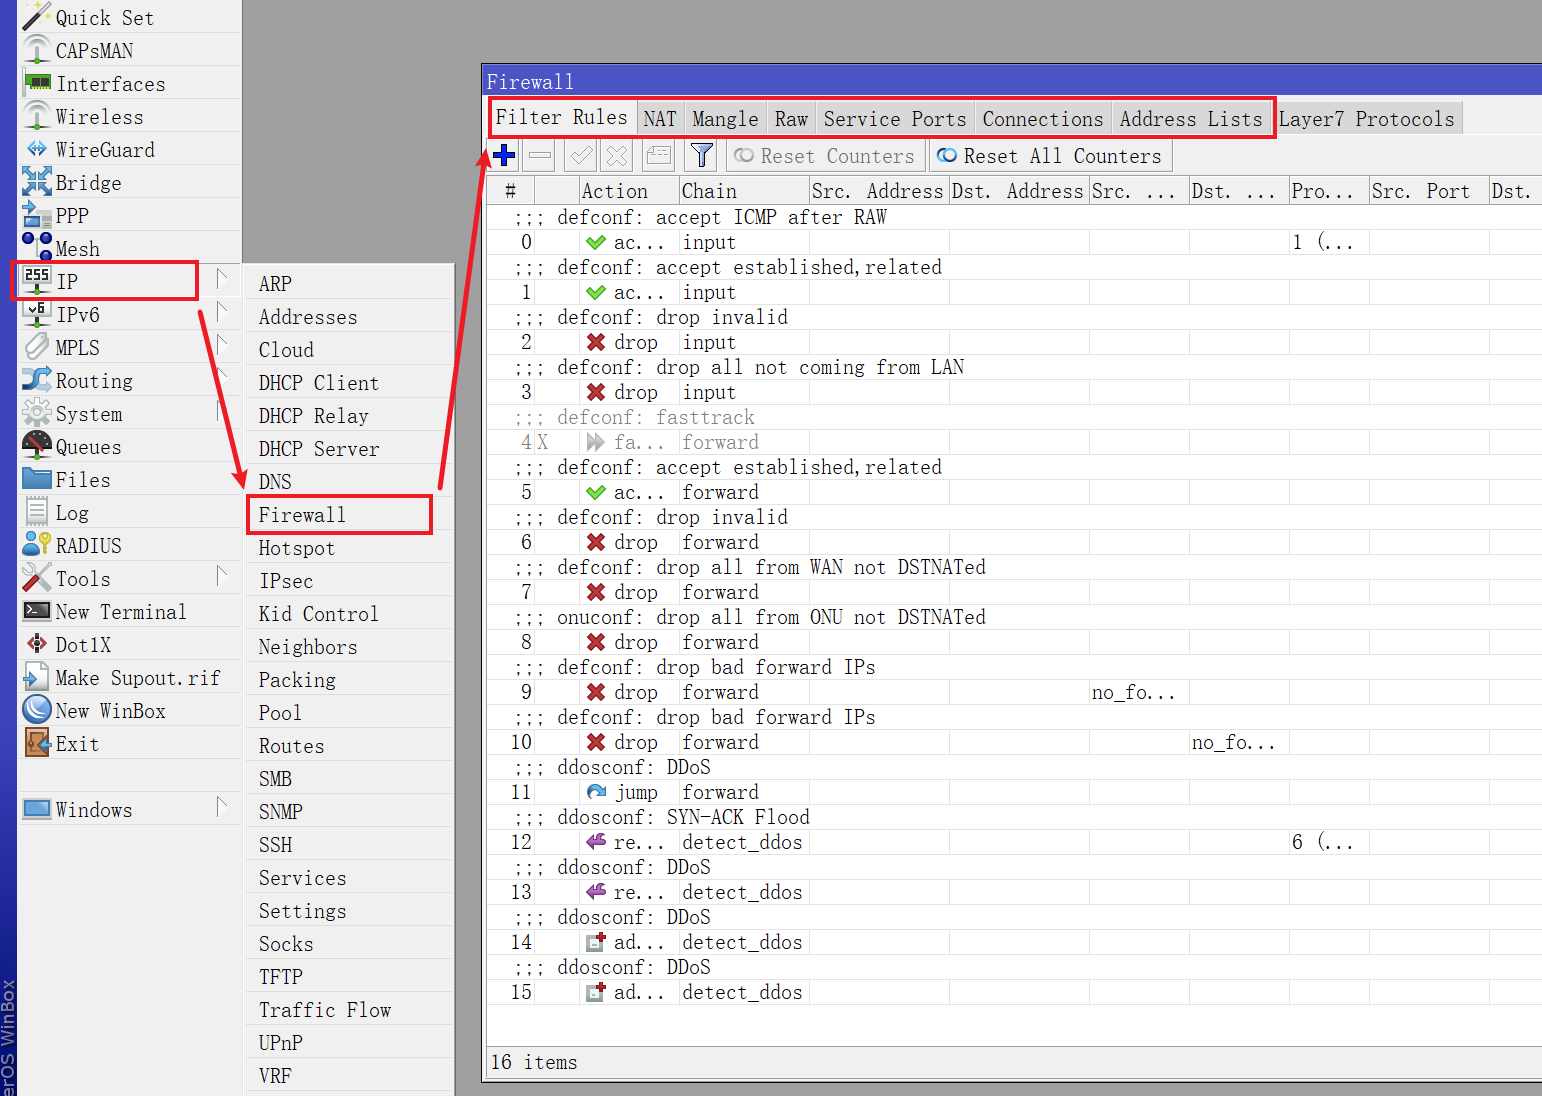 Quick Set
CAPsMAN
Interfaces
Wireless
WireGuard
Bridge
PPP
Mesh
255
IP
v6
IPv6
MPLS
Routing
System
Queues
Files
Log
RADIUS
Tools
New Terminal
Dot1X
Make Supout.rif
New WinBox
Exit
Windows
erOS WinBox
ARP
Addresses
Cloud
DHCP Client
DHCP Relay
DHCP Server
DNS
Firewall
Hotspot
IPsec
Kid Control
Neighbors
Packing
Pool
Routes
SMB
SNMP
SSH
Services
Settings
Socks
TFTP
Traffic Flow
UPnP
VRF
Firewall
Filter Rules NAT Mangle Raw Service Ports Connections Address Lists Layer7 Protocols
Reset Counters Reset All Counters
# Action Chain Src. Address Dst. Address Src. ... Dst. ... Pro... Src. Port Dst.
;;; defconf: accept ICMP after RAW
0 ac... input 1 (...
;;; defconf: accept established,related
1 ac... input
;;; defconf: drop invalid
2 drop input
;;; defconf: drop all not coming from LAN
3 drop input
;;; defconf: fasttrack
4 X fa... forward
;;; defconf: accept established,related
5 ac... forward
;;; defconf: drop invalid
6 drop forward
;;; defconf: drop all from WAN not DSTNATed
7 drop forward
;;; onuconf: drop all from ONU not DSTNATed
8 drop forward
;;; defconf: drop bad forward IPs
9 drop forward no_fo...
;;; defconf: drop bad forward IPs
10 drop forward no_fo...
;;; ddosconf: DDoS
11 jump forward
;;; ddosconf: SYN-ACK Flood
12 re... detect_ddos 6 (...
;;; ddosconf: DDoS
13 re... detect_ddos
;;; ddosconf: DDoS
14 ad... detect_ddos
;;; ddosconf: DDoS
15 ad... detect_ddos
16 items